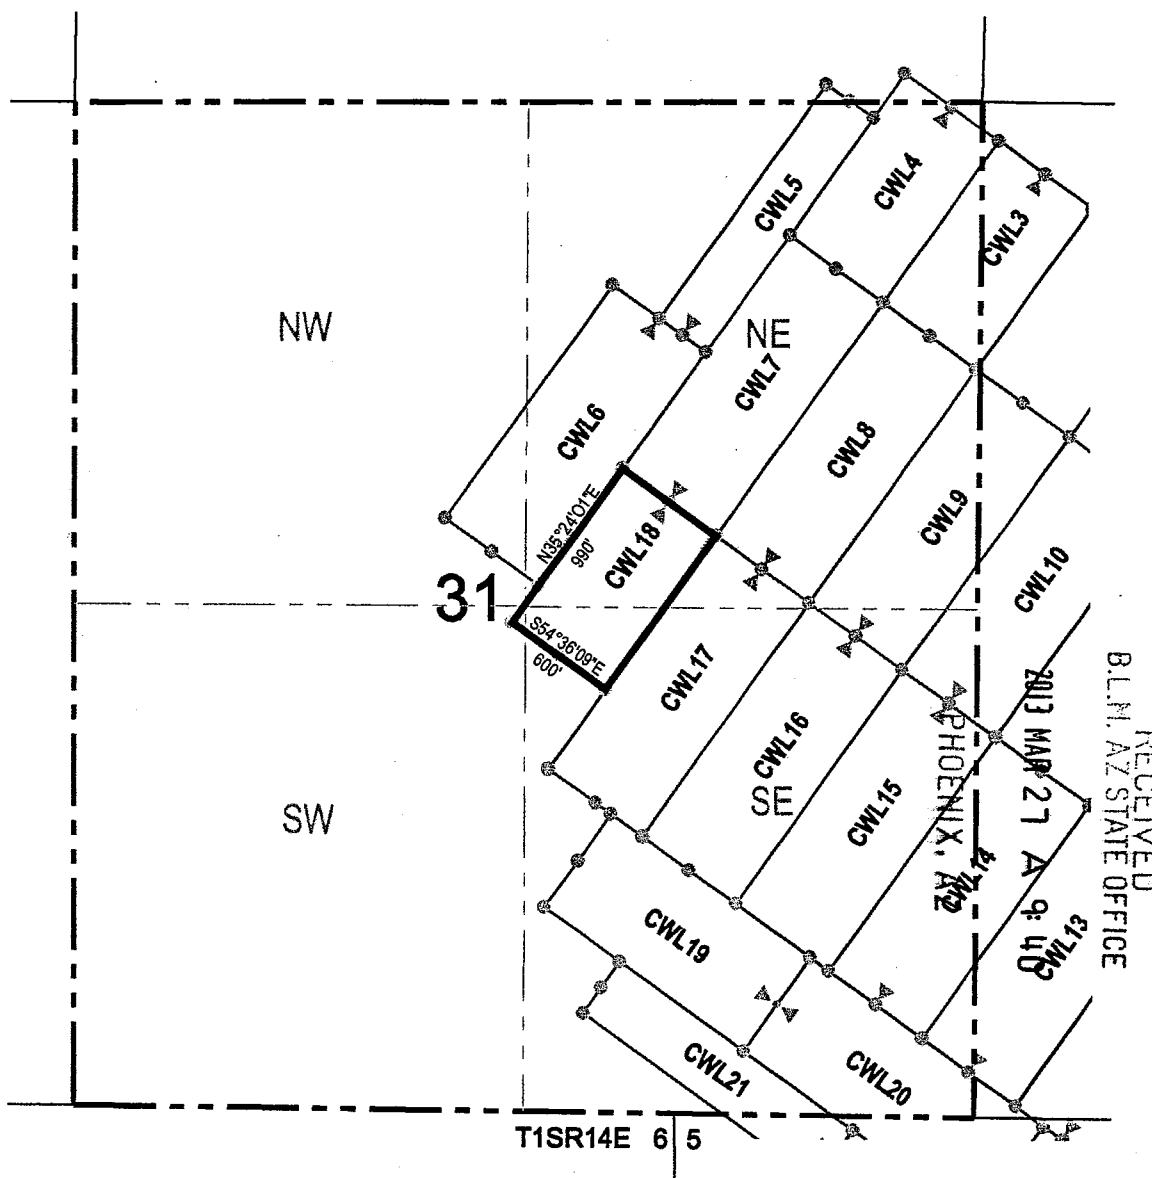 CWL5
CWL4
CWL3
NW
NE
CWL7
CWL6
CWL8
CWL9
N35°24'01"E
990'
CWL18
CWL10
31
S54°36'09"E
600'
CWL17
CWL16
SE
CWL15
SW
CWL14
CWL19
CWL13
CWL21
CWL20
T1SR14E 6 5
RECEIVED
B.L.M. AZ STATE OFFICE
2013 MAR 27 A 9:40
PHOENIX, AZ